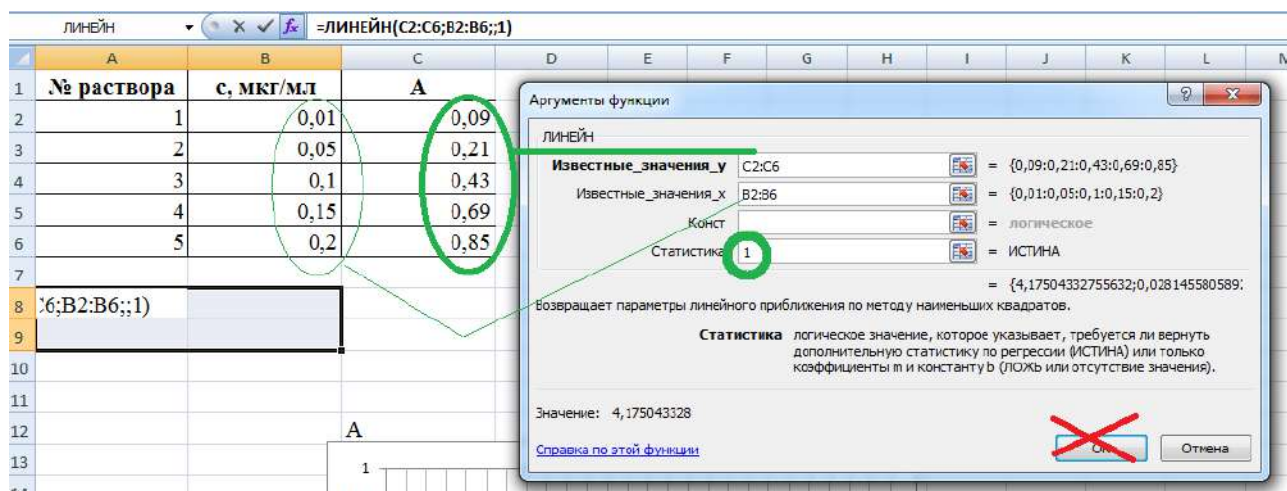 ЛИНЕЙН fx =ЛИНЕЙН(C2:C6;B2:B6;;1)
A B C D E F G H I J K L
1 № раствора с, мкг/мл A
2 1 0,01 0,09
3 2 0,05 0,21
4 3 0,1 0,43
5 4 0,15 0,69
6 5 0,2 0,85
7
8 C6;B2:B6;;1)
9
10
11
12 A
13 1
Аргументы функции
ЛИНЕЙН
Известные_значения_y C2:C6 = {0,09:0,21:0,43:0,69:0,85}
Известные_значения_x B2:B6 = {0,01:0,05:0,1:0,15:0,2}
Конст = логическое
Статистика 1 = ИСТИНА
= {4,17504332755632;0,028145580589
Возвращает параметры линейного приближения по методу наименьших квадратов.
Статистика логическое значение, которое указывает, требуется ли вернуть
дополнительную статистику по регрессии (ИСТИНА) или только
коэффициенты m и константу b (ЛОЖЬ или отсутствие значения).
Значение: 4,175043328
Справка по этой функции ОК Отмена